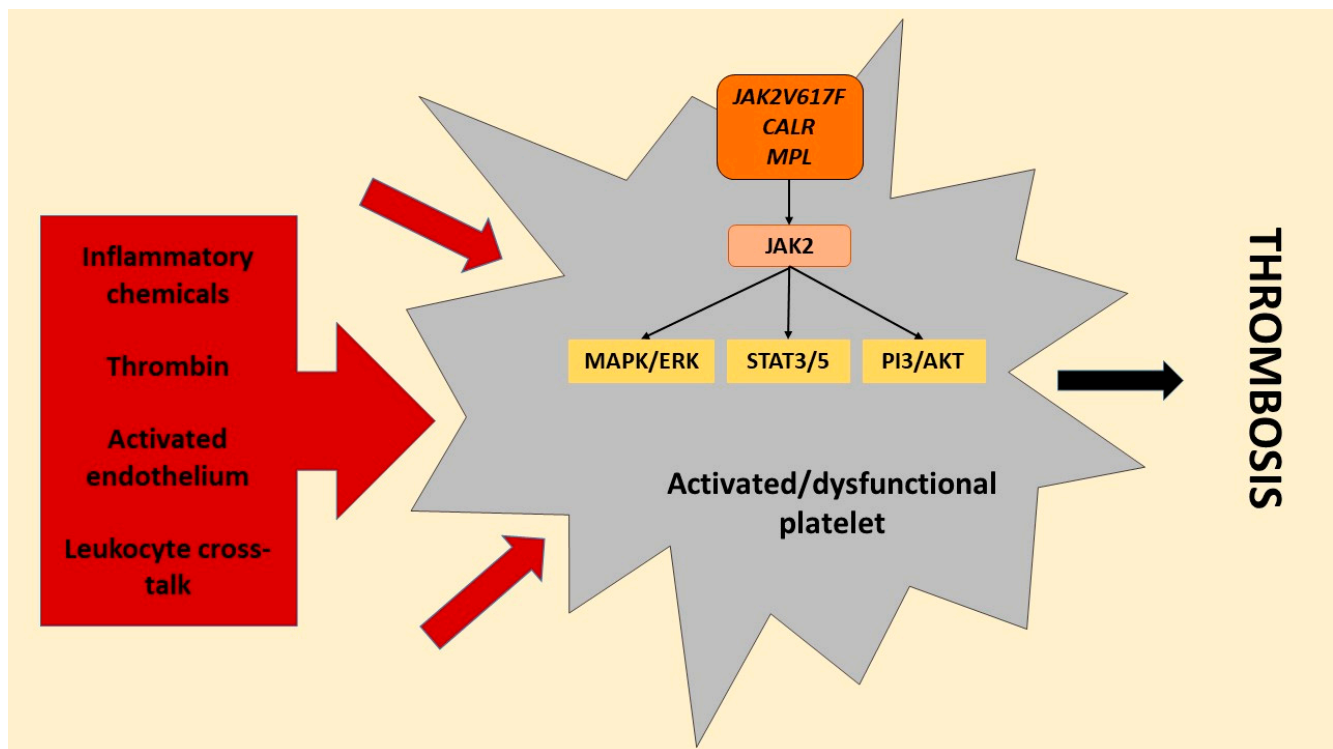 Inflammatory
chemicals
Thrombin
Activated
endothelium
Leukocyte cross-
talk
JAK2V617F
CALR
MPL
JAK2
MAPK/ERK
STAT3/5
PI3/AKT
Activated/dysfunctional
platelet
THROMBOSIS